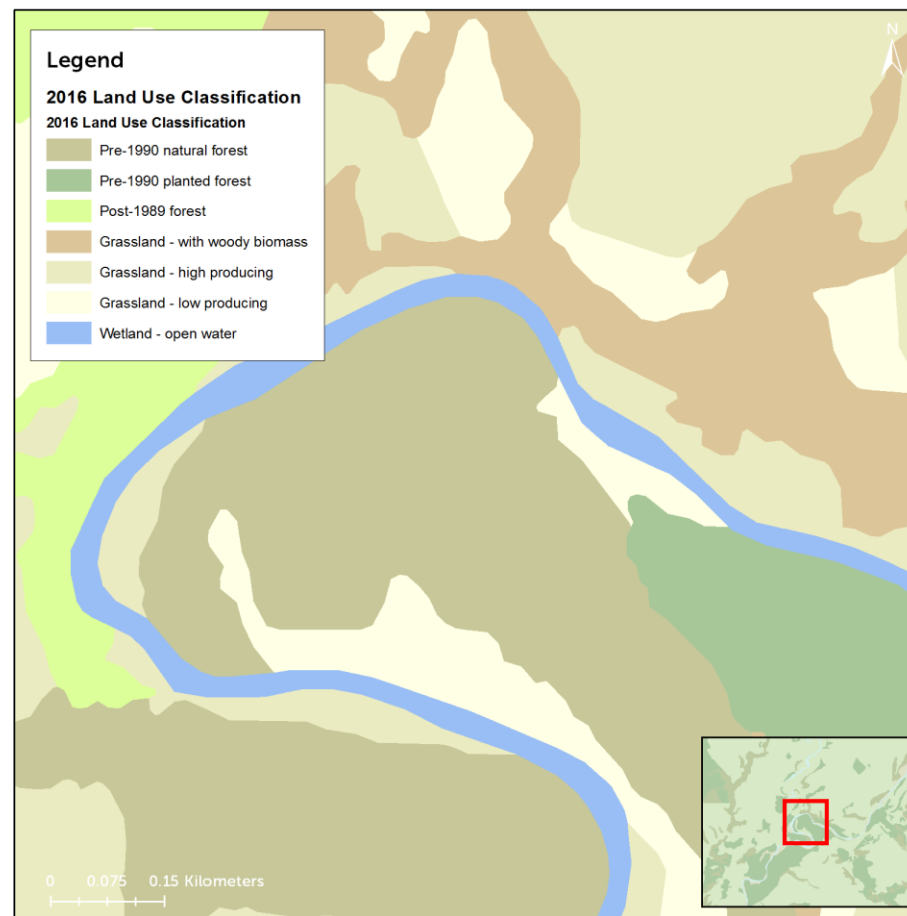 Legend
2016 Land Use Classification
2016 Land Use Classification
Pre-1990 natural forest
Pre-1990 planted forest
Post-1989 forest
Grassland - with woody biomass
Grassland - high producing
Grassland - low producing
Wetland - open water
N
0 0.075 0.15 Kilometers